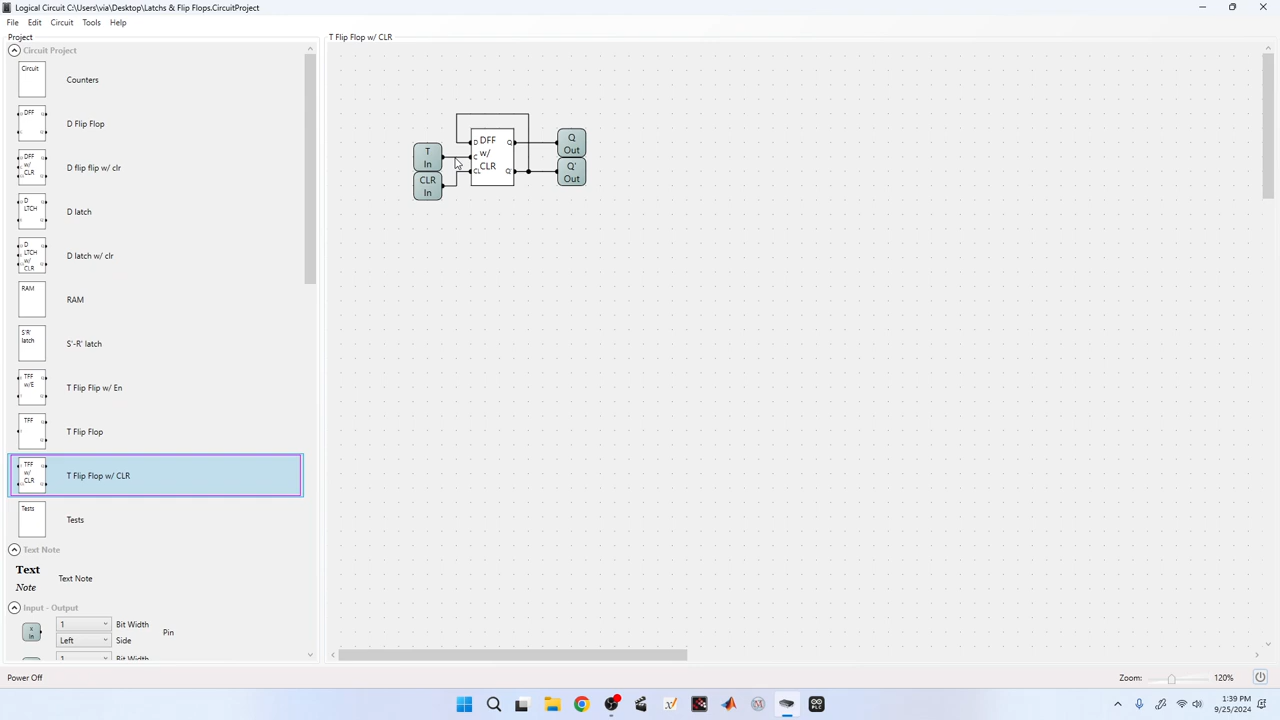 Logical Circuit C:\Users\via\Desktop\Latchs & Flip Flops.CircuitProject
File Edit Circuit Tools Help
Project
T Flip Flop w/ CLR
Circuit Project
Circuit
Counters
DFF
D Flip Flop
DFF w/ CLR
D flip flip w/ clr
D LTCH
D latch
D LTCH w/ CLR
D latch w/ clr
RAM
RAM
S'R' latch
S'-R' latch
TFF w/E
T Flip Flip w/ En
TFF
T Flip Flop
TFF w/ CLR
T Flip Flop w/ CLR
Tests
Tests
Text Note
Text
Note
Text Note
Input - Output
1 Bit Width
Left Side
Pin
In
1 Bit Width
T In
CLR In
D DFF Q
C w/
CL CLR Q'
Q Out
Q' Out
Power Off
Zoom: 120%
1:39 PM
9/25/2024
PLC